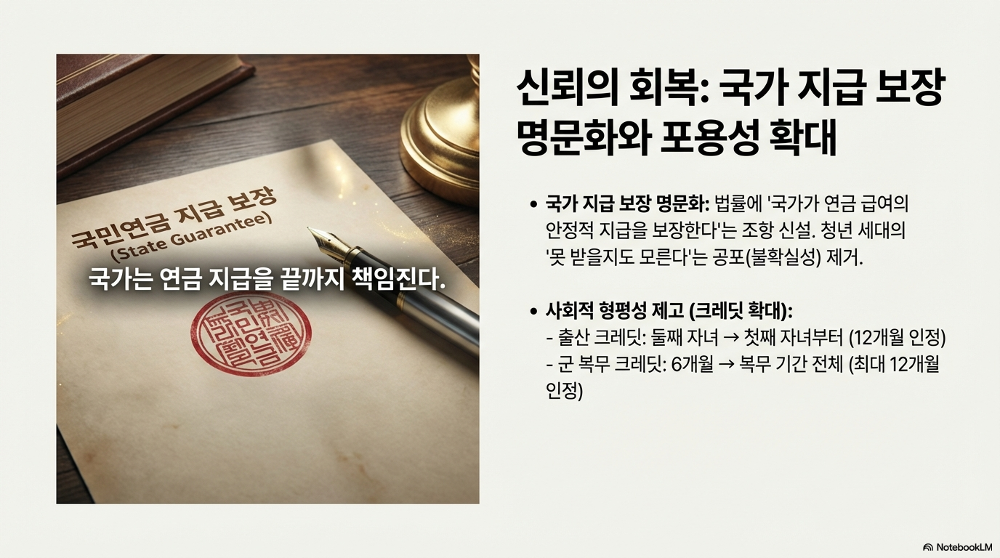 국민연금 지급 보장
(State Guarantee)
국가는 연금 지급을 끝까지 책임진다.
국민연금
신뢰의 회복: 국가 지급 보장
명문화와 포용성 확대
• 국가 지급 보장 명문화: 법률에 '국가가 연금 급여의
안정적 지급을 보장한다'는 조항 신설. 청년 세대의
'못 받을지도 모른다'는 공포(불확실성) 제거.
• 사회적 형평성 제고 (크레딧 확대):
- 출산 크레딧: 둘째 자녀 → 첫째 자녀부터 (12개월 인정)
- 군 복무 크레딧: 6개월 → 복무 기간 전체 (최대 12개월
인정)
NotebookLM